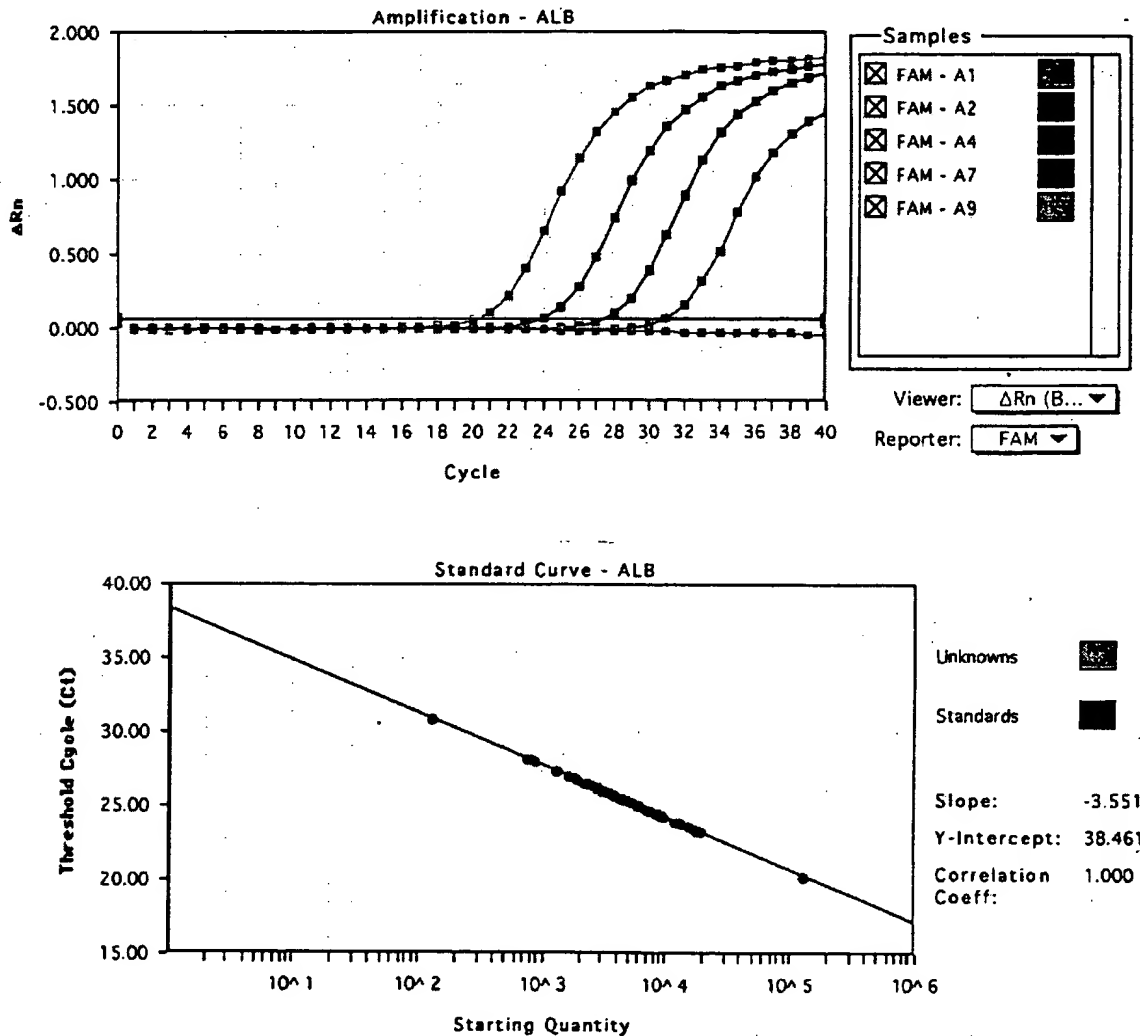 Amplification - ALB
2.000
1.500
1.000
0.500
0.000
-0.500
ΔRn
0 2 4 6 8 10 12 14 16 18 20 22 24 26 28 30 32 34 36 38 40
Cycle
Samples
FAM - A1
FAM - A2
FAM - A4
FAM - A7
FAM - A9
Viewer: ΔRn (B... ▼
Reporter: FAM ▼
Standard Curve - ALB
40.00
35.00
30.00
25.00
20.00
15.00
Threshold Cycle (Ct)
10^1 10^2 10^3 10^4 10^5 10^6
Starting Quantity
Unknowns
Standards
Slope: -3.551
Y-Intercept: 38.461
Correlation 1.000
Coeff: